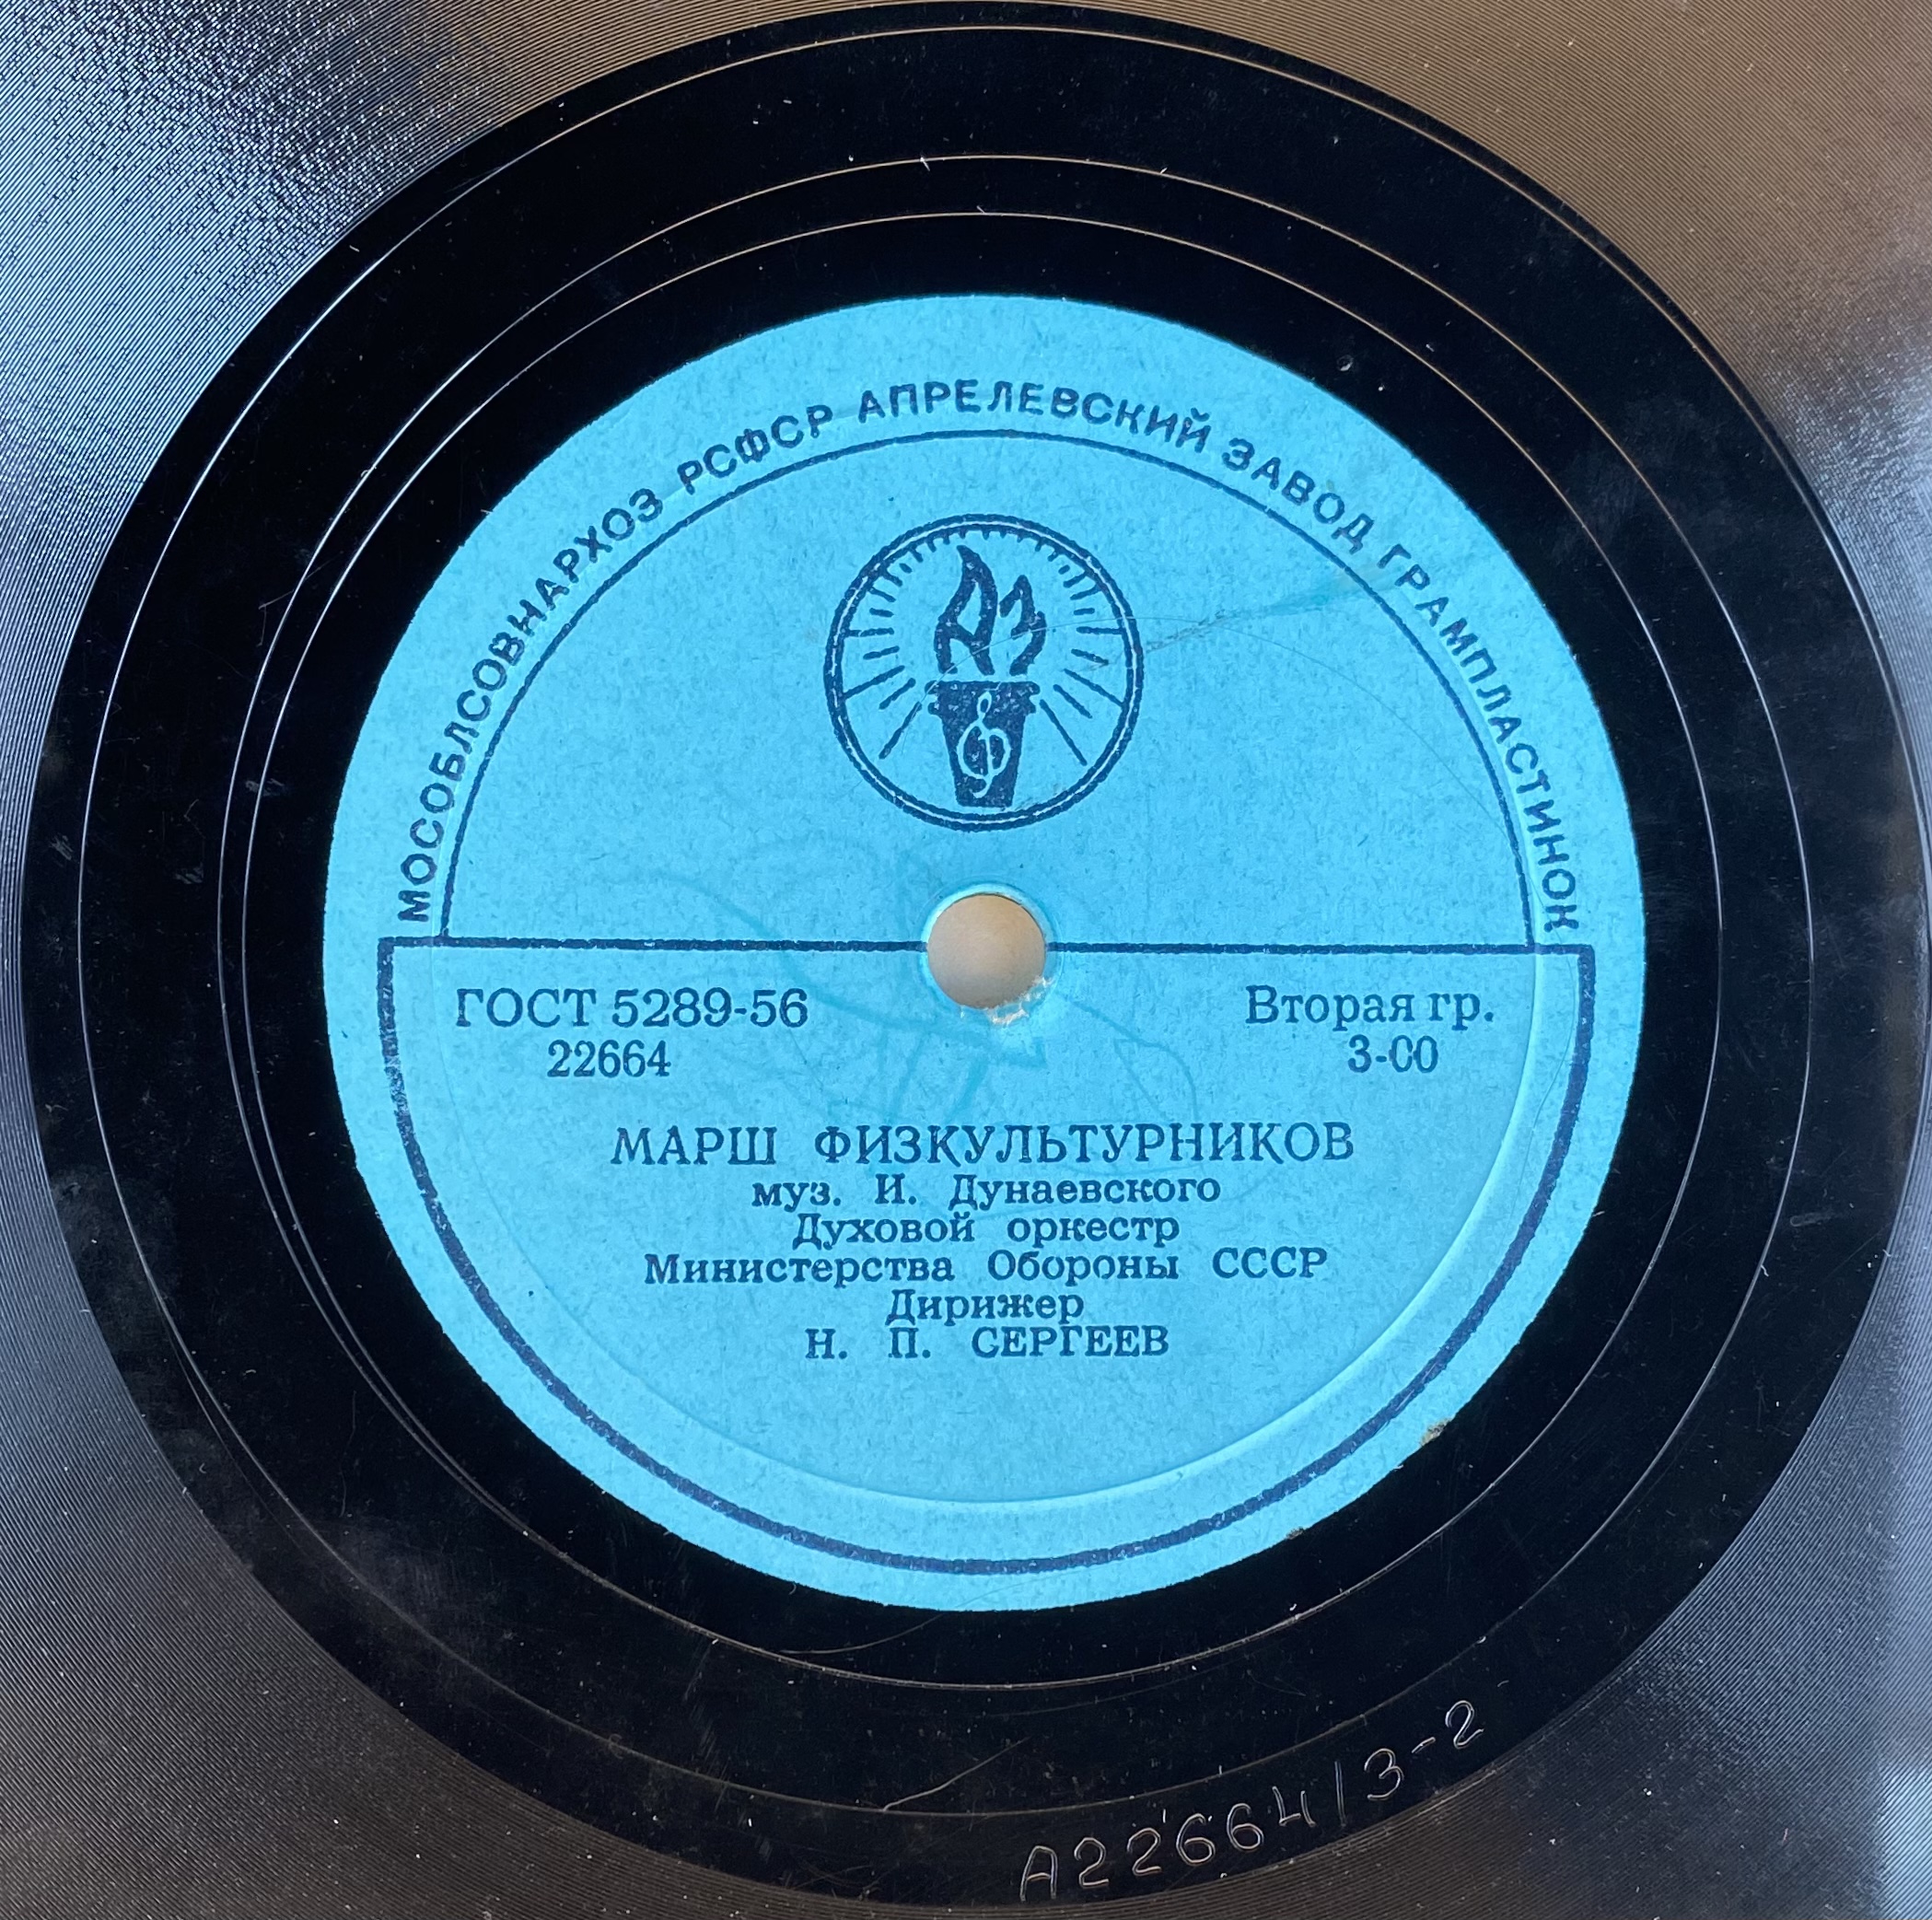 МОСОБЛСОВНАРХОЗ РСФСР АПРЕЛЕВСКИЙ ЗАВОД ГРАМПЛАСТИНОК
ГОСТ 5289-56
22664
Вторая гр.
3-00
МАРШ ФИЗКУЛЬТУРНИКОВ
муз. И. Дунаевского
Духовой оркестр
Министерства Обороны СССР
Дирижер
Н. П. СЕРГЕЕВ
А22664/3-2